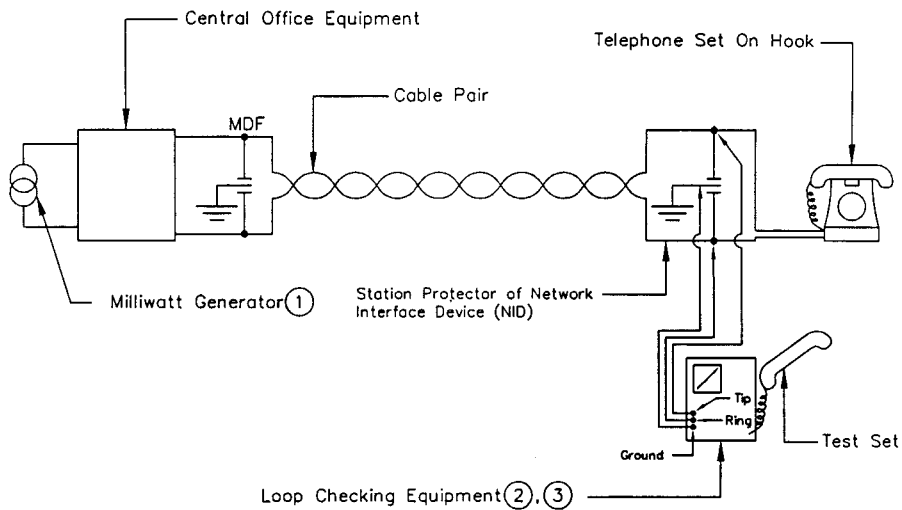 Central Office Equipment
Telephone Set On Hook
Cable Pair
MDF
Milliwatt Generator 1
Station Protector of Network
Interface Device (NID)
Tip
Ring
Ground
Test Set
Loop Checking Equipment 2, 3